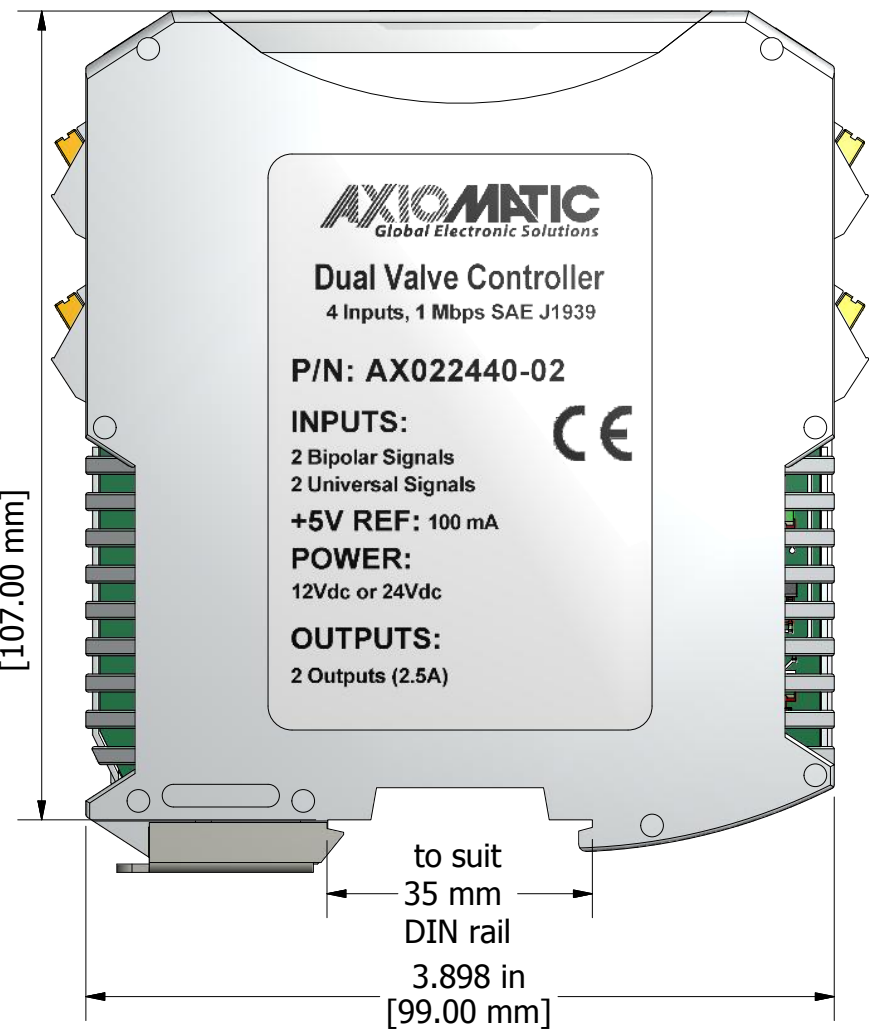 AXIOMATIC
Global Electronic Solutions
Dual Valve Controller
4 Inputs, 1 Mbps SAE J1939
P/N: AX022440-02
INPUTS:
CE
2 Bipolar Signals
2 Universal Signals
+5V REF: 100 mA
POWER:
12Vdc or 24Vdc
OUTPUTS:
2 Outputs (2.5A)
[107.00 mm]
to suit
35 mm
DIN rail
3.898 in
[99.00 mm]